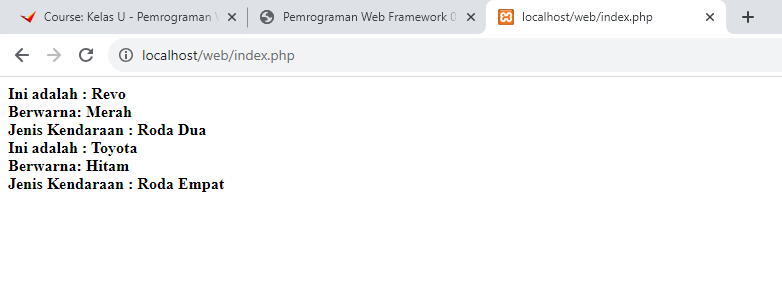 Course: Kelas U - Pemrograman
Pemrograman Web Framework 0
localhost/web/index.php
localhost/web/index.php
Ini adalah : Revo
Berwarna: Merah
Jenis Kendaraan : Roda Dua
Ini adalah : Toyota
Berwarna: Hitam
Jenis Kendaraan : Roda Empat